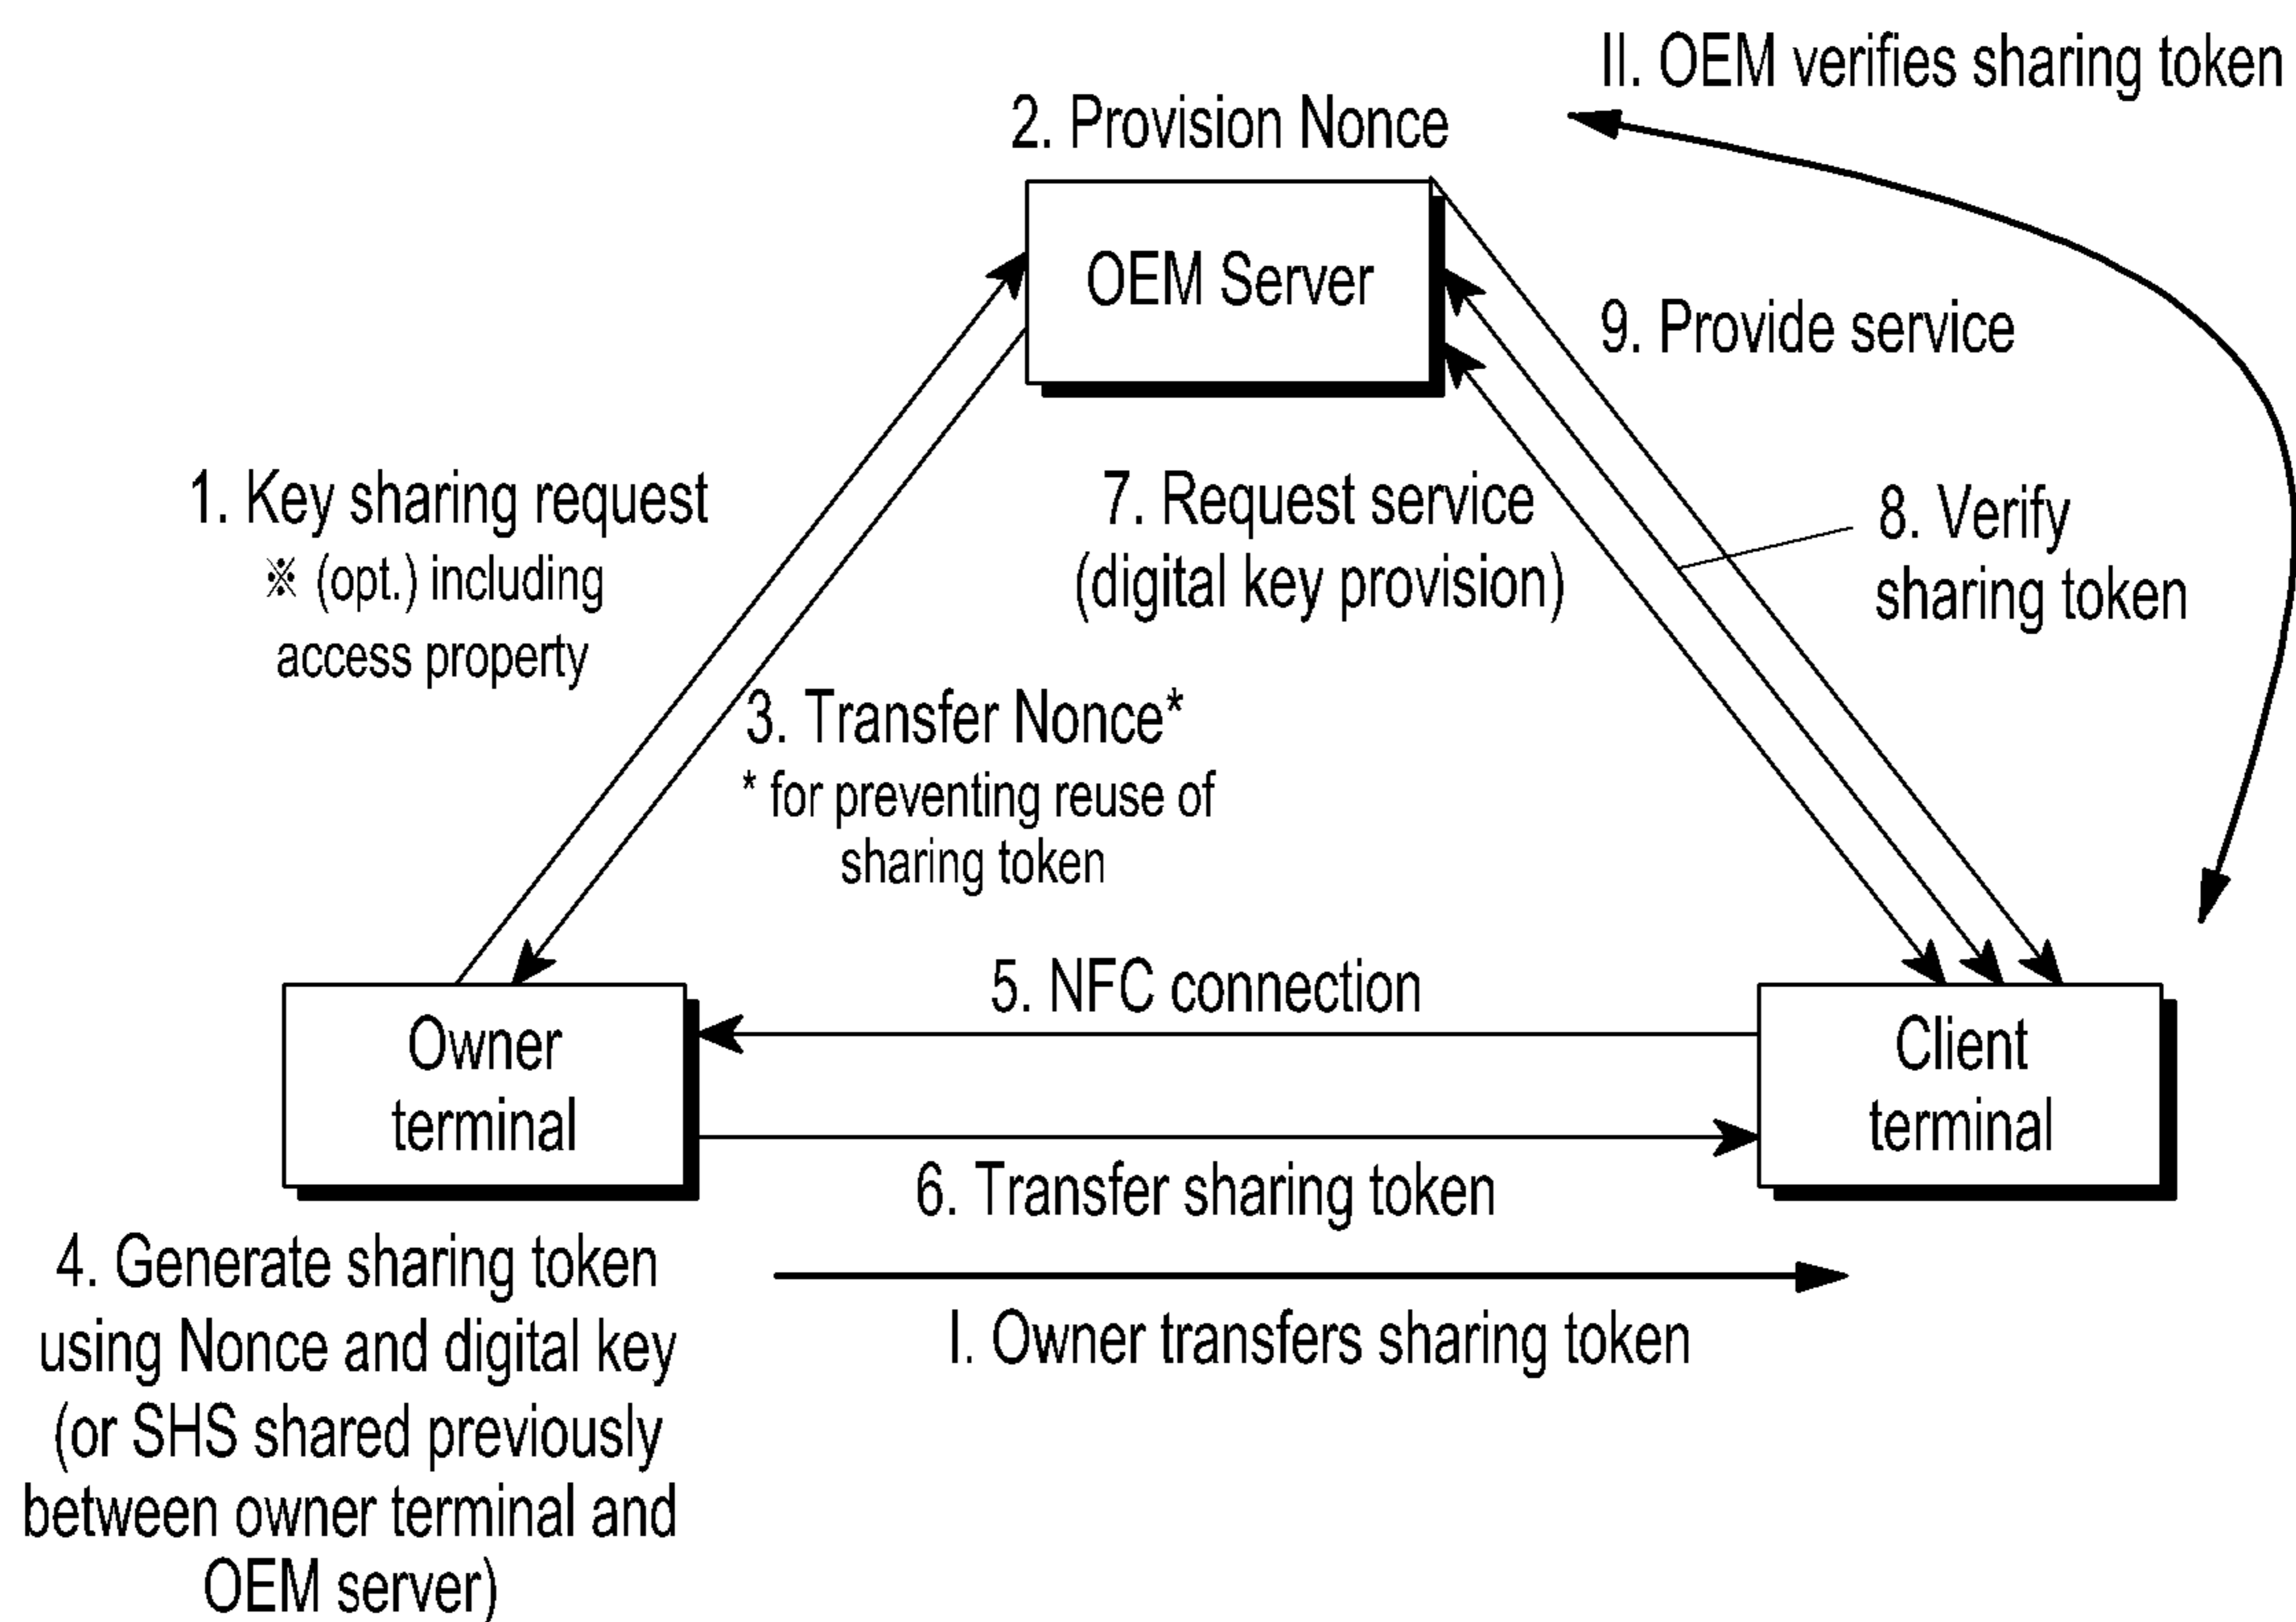 II. OEM verifies sharing token
2. Provision Nonce
OEM Server
9. Provide service
1. Key sharing request
※ (opt.) including
access property
7. Request service
(digital key provision)
8. Verify
sharing token
3. Transfer Nonce*
* for preventing reuse of
sharing token
5. NFC connection
Owner
terminal
Client
terminal
6. Transfer sharing token
4. Generate sharing token
using Nonce and digital key
(or SHS shared previously
between owner terminal and
OEM server)
I. Owner transfers sharing token